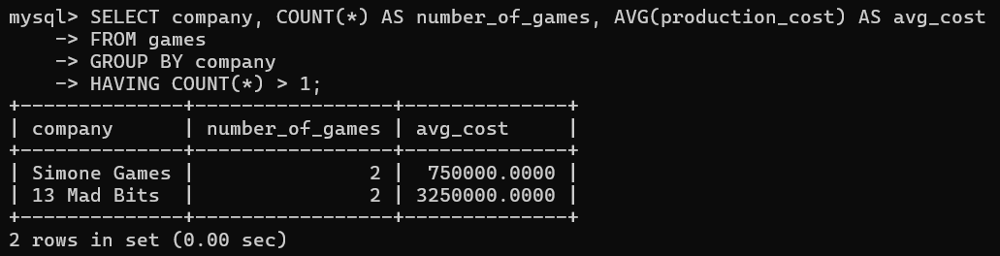 mysql> SELECT company, COUNT(*) AS number_of_games, AVG(production_cost) AS avg_cost
    -> FROM games
    -> GROUP BY company
    -> HAVING COUNT(*) > 1;
+--------------+-----------------+--------------+
| company      | number_of_games | avg_cost     |
+--------------+-----------------+--------------+
| Simone Games |               2 |  750000.0000 |
| 13 Mad Bits  |               2 | 3250000.0000 |
+--------------+-----------------+--------------+
2 rows in set (0.00 sec)